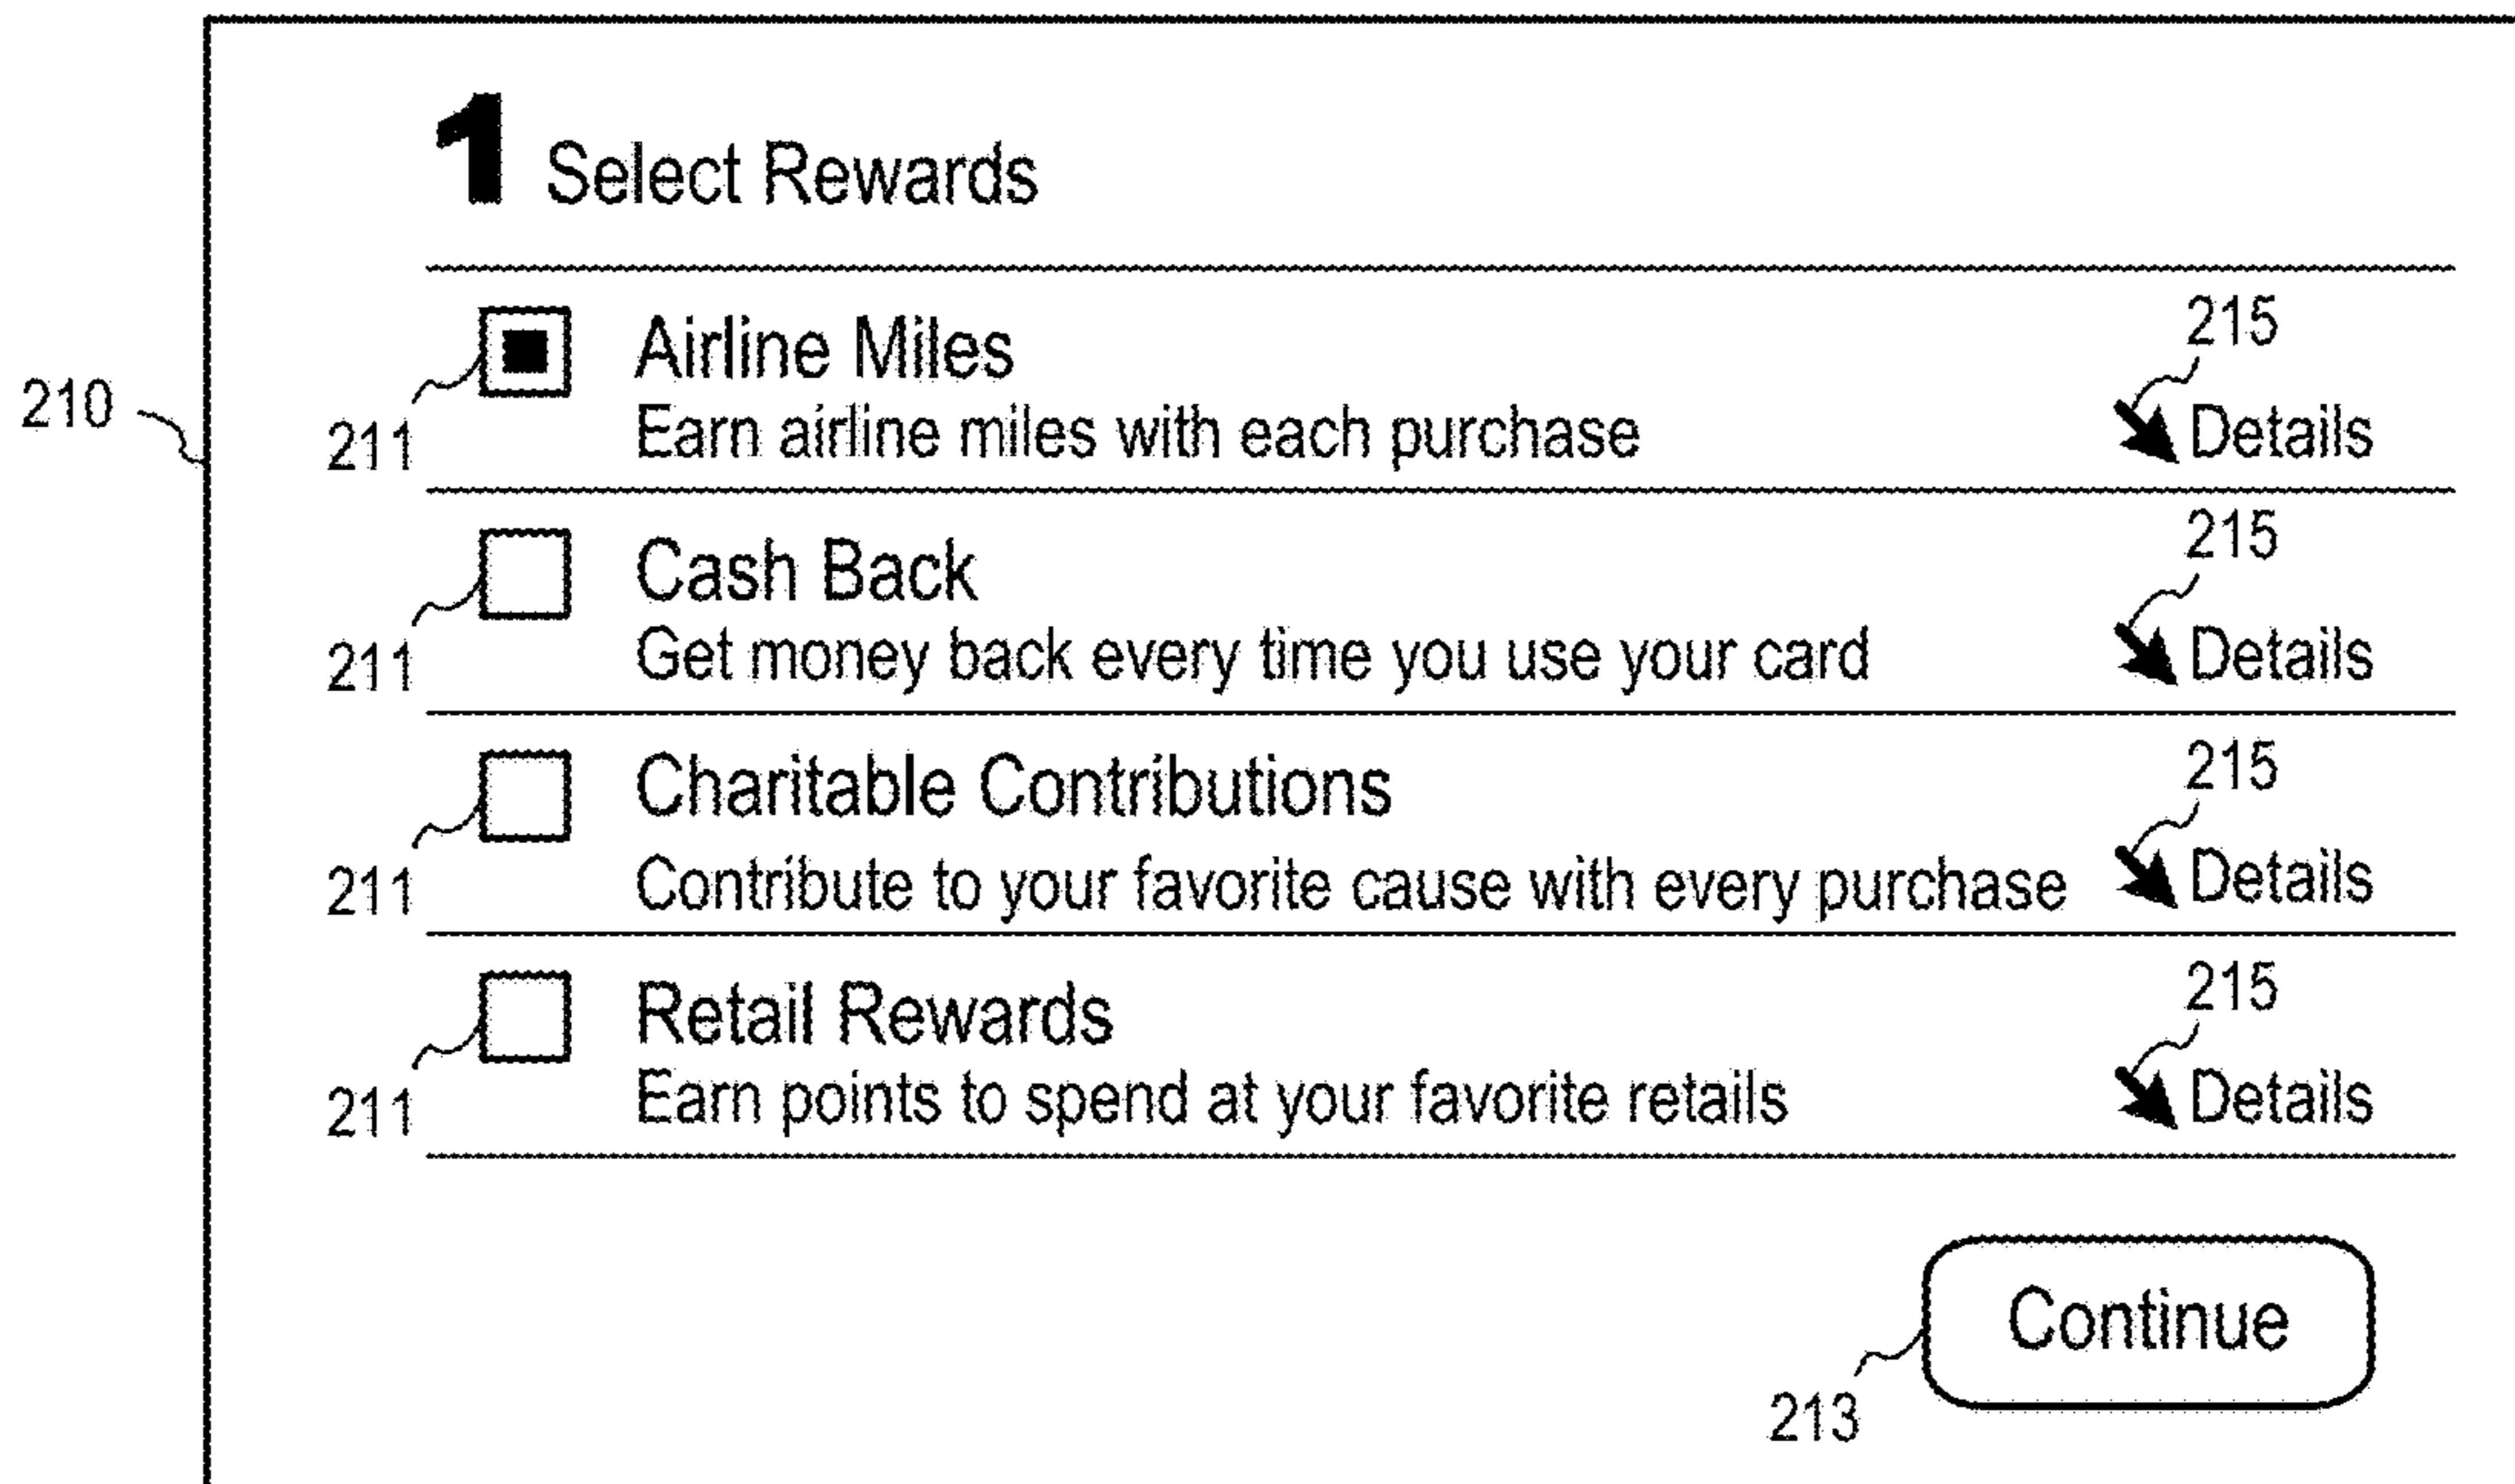 1 Select Rewards
215
Airline Miles
210
211
Earn airline miles with each purchase
Details
215
Cash Back
211
Get money back every time you use your card
Details
215
Charitable Contributions
211
Contribute to your favorite cause with every purchase
Details
215
Retail Rewards
211
Earn points to spend at your favorite retails
Details
Continue
213